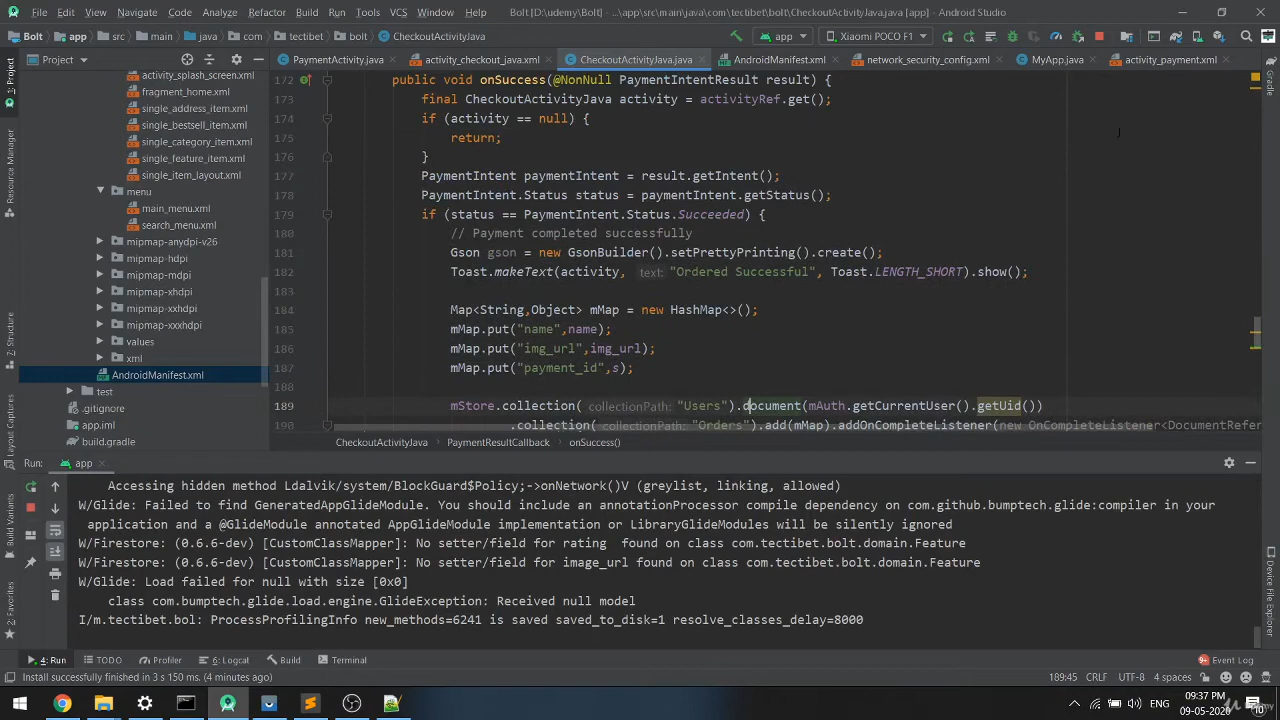 File Edit View Navigate Code Analyze Refactor Build Run Tools VCS Window Help Bolt [D:\udemy\Bolt] - ...\app\src\main\java\com\tectibet\bolt\CheckoutActivityJava.java [app] - Android Studio
Bolt app src main java com tectibet bolt CheckoutActivityJava app Xiaomi POCO F1
Project PaymentActivity.java activity_checkout_java.xml CheckoutActivityJava.java AndroidManifest.xml network_security_config.xml MyApp.java activity_payment.xml
activity_splash_screen.xml
fragment_home.xml
single_address_item.xml
single_bestsell_item.xml
single_category_item.xml
single_feature_item.xml
single_item_layout.xml
menu
main_menu.xml
search_menu.xml
mipmap-anydpi-v26
mipmap-hdpi
mipmap-mdpi
mipmap-xhdpi
mipmap-xxhdpi
mipmap-xxxhdpi
values
xml
AndroidManifest.xml
test
.gitignore
app.iml
build.gradle
172 public void onSuccess(@NonNull PaymentIntentResult result) {
173 final CheckoutActivityJava activity = activityRef.get();
174 if (activity == null) {
175 return;
176 }
177 PaymentIntent paymentIntent = result.getIntent();
178 PaymentIntent.Status status = paymentIntent.getStatus();
179 if (status == PaymentIntent.Status.Succeeded) {
180 // Payment completed successfully
181 Gson gson = new GsonBuilder().setPrettyPrinting().create();
182 Toast.makeText(activity, text: "Ordered Successful", Toast.LENGTH_SHORT).show();
183
184 Map<String,Object> mMap = new HashMap<>();
185 mMap.put("name",name);
186 mMap.put("img_url",img_url);
187 mMap.put("payment_id",s);
188
189 mStore.collection( collectionPath: "Users").document(mAuth.getCurrentUser().getUid())
190 .collection( collectionPath: "Orders").add(mMap).addOnCompleteListener(new OnCompleteListener<DocumentRefer
CheckoutActivityJava PaymentResultCallback onSuccess()
1: Project
Resource Manager
7: Structure
Layout Captures
Build Variants
2: Favorites
Gradle
Device File Explorer
Run: app
Accessing hidden method Ldalvik/system/BlockGuard$Policy;->onNetwork()V (greylist, linking, allowed)
W/Glide: Failed to find GeneratedAppGlideModule. You should include an annotationProcessor compile dependency on com.github.bumptech.glide:compiler in your
application and a @GlideModule annotated AppGlideModule implementation or LibraryGlideModules will be silently ignored
W/Firestore: (0.6.6-dev) [CustomClassMapper]: No setter/field for rating found on class com.tectibet.bolt.domain.Feature
W/Firestore: (0.6.6-dev) [CustomClassMapper]: No setter/field for image_url found on class com.tectibet.bolt.domain.Feature
W/Glide: Load failed for null with size [0x0]
class com.bumptech.glide.load.engine.GlideException: Received null model
I/m.tectibet.bol: ProcessProfilingInfo new_methods=6241 is saved saved_to_disk=1 resolve_classes_delay=8000
4: Run TODO Profiler 6: Logcat Build Terminal 9+ Event Log
Install successfully finished in 3 s 150 ms. (4 minutes ago) 189:45 CRLF UTF-8 4 spaces
ENG 09:37 PM
09-05-2020